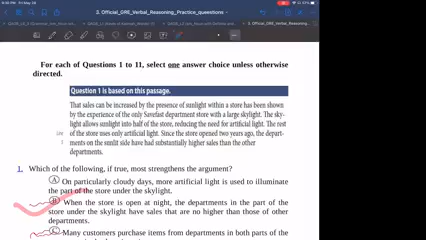 2. Official_GRE_Verbal_Reasoning_Practice_queestions
For each of Questions 1 to 11, select one answer choice unless otherwise
directed.
Question 1 is based on this passage.
That sales can be increased by the presence of sunlight within a store has been shown
by the experience of the only Savefast department store with a large skylight. The sky-
light allows sunlight into half of the store, reducing the need for artificial light. The rest
of the store uses only artificial light. Since the store opened two years ago, the depart-
ments on the sunlit side have had substantially higher sales than the other
departments.
1. Which of the following, if true, most strengthens the argument?
A On particularly cloudy days, more artificial light is used to illuminate
the part of the store under the skylight.
B When the store is open at night, the departments in the part of the
store under the skylight have sales that are no higher than those of other
departments.
C Many customers purchase items from departments in both parts of the